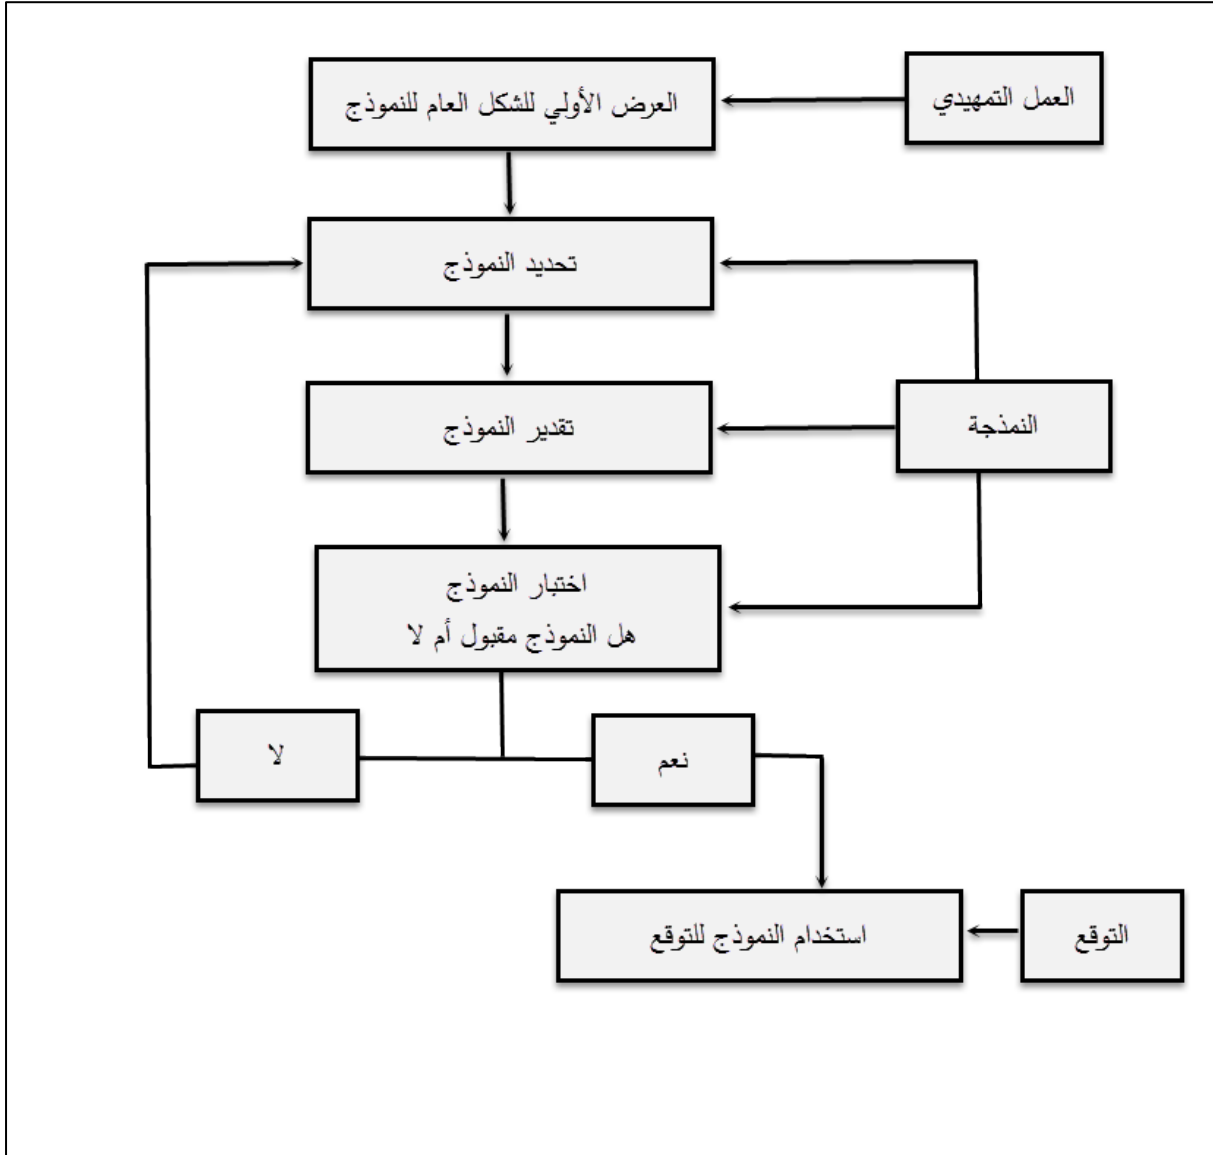 العمل التمهيدي
العرض الأولي للشكل العام للنموذج
تحديد النموذج
النمذجة
تقدير النموذج
اختبار النموذج
هل النموذج مقبول أم لا
نعم
لا
التوقع
استخدام النموذج للتوقع